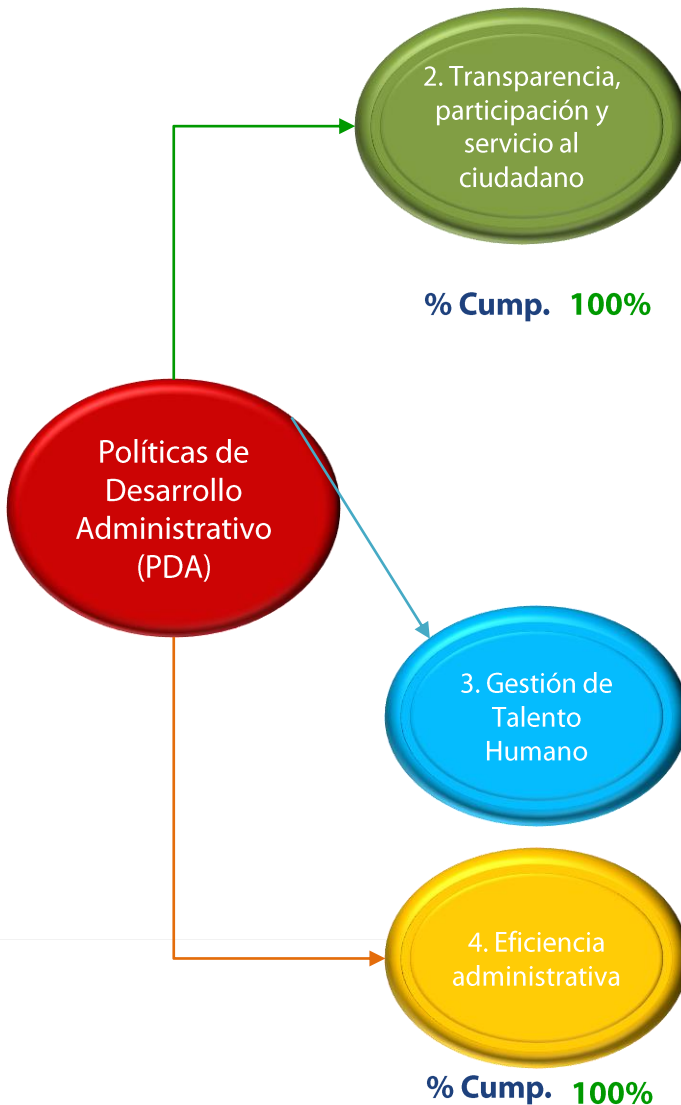 2. Transparencia,
participación y
servicio al
ciudadano
% Cump. 100%
Políticas de
Desarrollo
Administrativo
(PDA)
3. Gestión de
Talento
Humano
4. Eficiencia
administrativa
% Cump. 100%